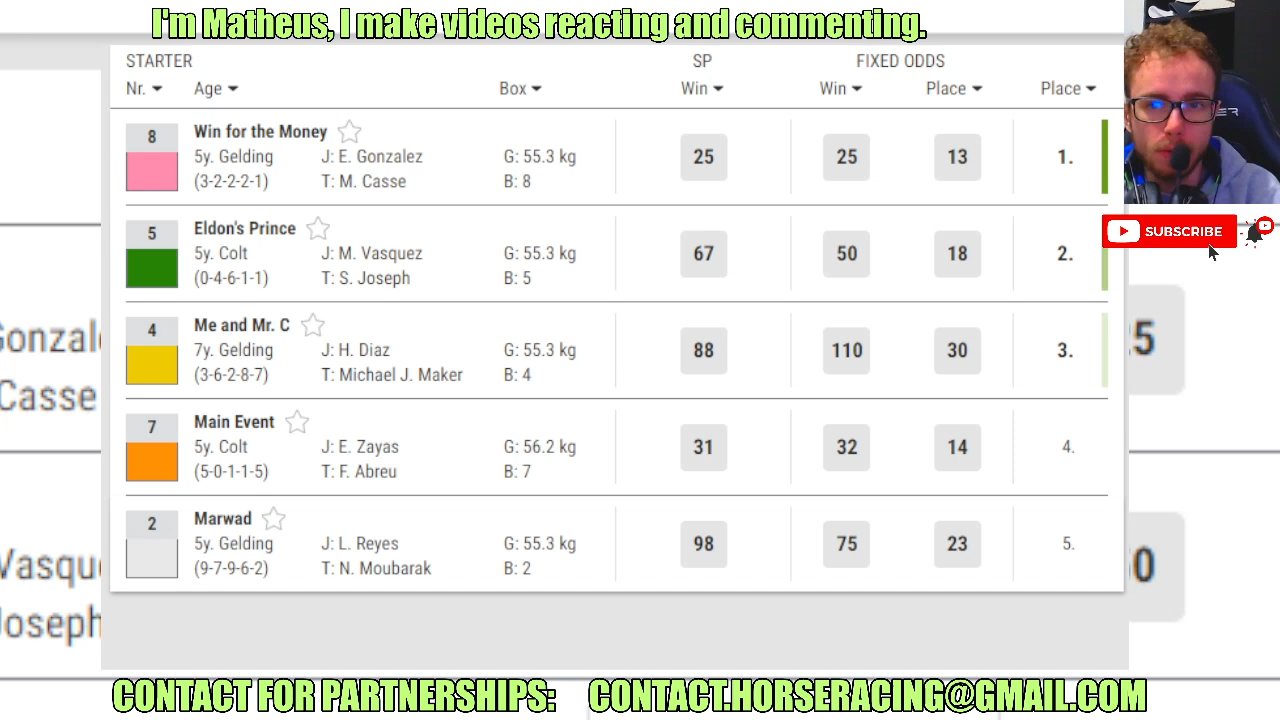 I'm Matheus, I make videos reacting and commenting.
STARTER SP FIXED ODDS
Nr. Age Box Win Win Place Place
8 Win for the Money
5y. Gelding J: E. Gonzalez G: 55.3 kg 25 25 13 1.
(3-2-2-2-1) T: M. Casse B: 8
5 Eldon's Prince
5y. Colt J: M. Vasquez G: 55.3 kg 67 50 18 2.
(0-4-6-1-1) T: S. Joseph B: 5
4 Me and Mr. C
7y. Gelding J: H. Diaz G: 55.3 kg 88 110 30 3.
(3-6-2-8-7) T: Michael J. Maker B: 4
7 Main Event
5y. Colt J: E. Zayas G: 56.2 kg 31 32 14 4.
(5-0-1-1-5) T: F. Abreu B: 7
2 Marwad
5y. Gelding J: L. Reyes G: 55.3 kg 98 75 23 5.
(9-7-9-6-2) T: N. Moubarak B: 2
SUBSCRIBE
Casse
Joseph
CONTACT FOR PARTNERSHIPS: CONTACT.HORSERACING@GMAIL.COM